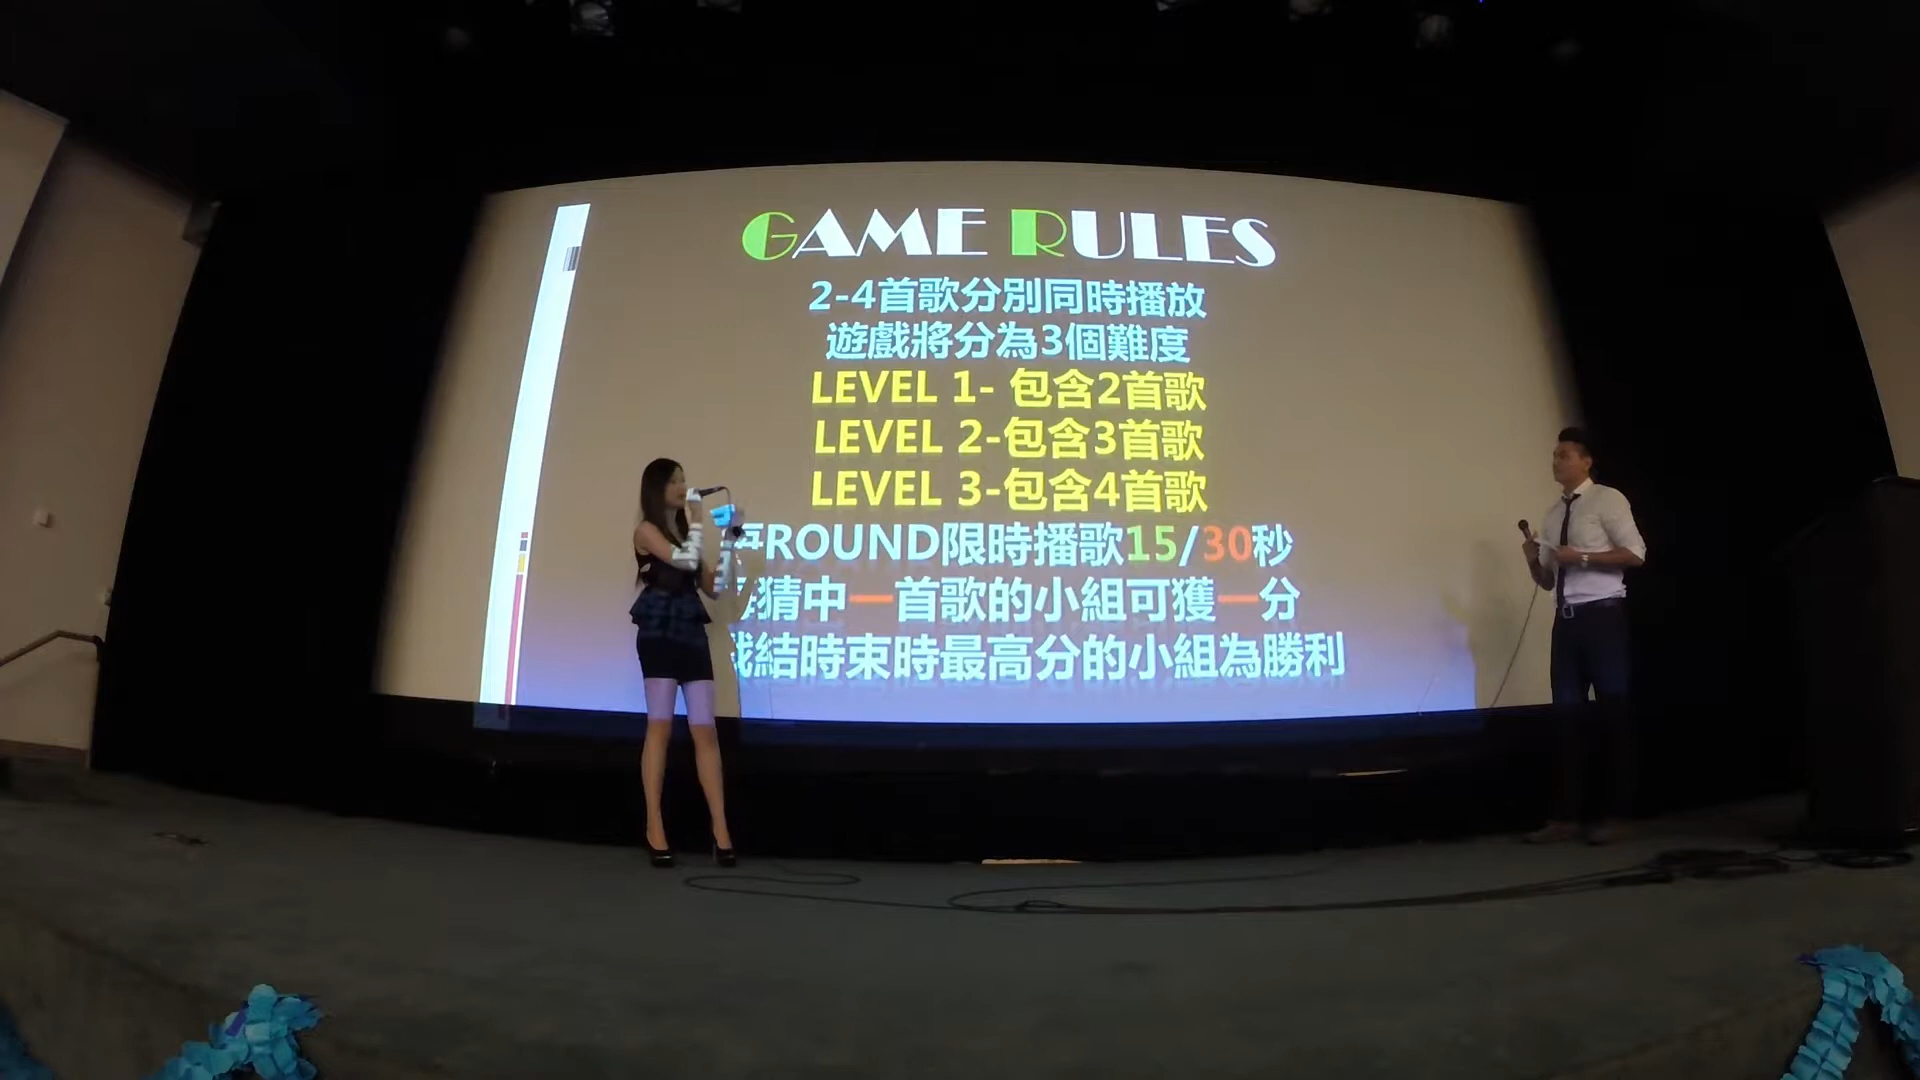 GAME RULES
2-4首歌分別同時播放
遊戲將分為3個難度
LEVEL 1- 包含2首歌
LEVEL 2-包含3首歌
LEVEL 3-包含4首歌
每ROUND限時播歌15/30秒
每猜中一首歌的小組可獲一分
戲結時束時最高分的小組為勝利